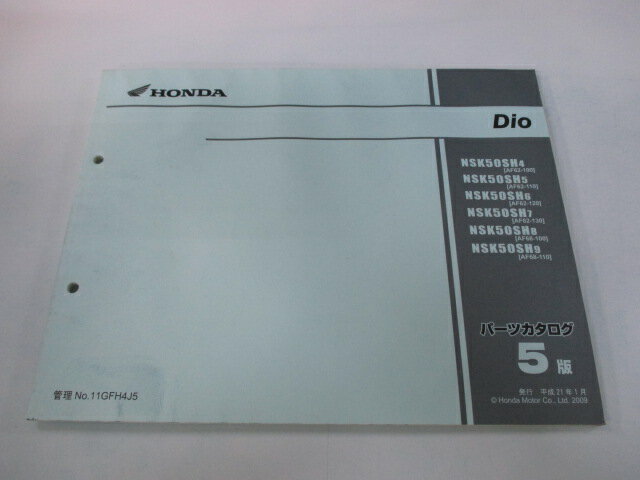 HONDA
Dio
NSK50SH4
[AF62-100]
NSK50SH5
[AF62-110]
NSK50SH6
[AF62-120]
NSK50SH7
[AF62-130]
NSK50SH8
[AF68-100]
NSK50SH9
[AF68-110]
パーツカタログ
5版
発行 平成21年1月
© Honda Motor Co., Ltd. 2009
管理 No.11GFH4J5